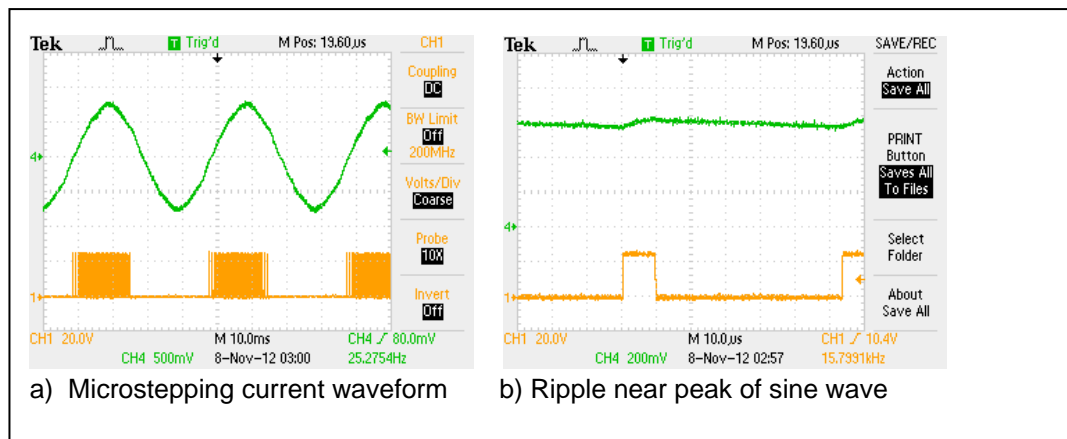 Tek
T Trig'd
M Pos: 19.60µs
CH1
Coupling
DC
BW Limit
Off
200MHz
Volts/Div
Coarse
Probe
10X
Invert
Off
4
1
CH1 20.0V
M 10.0ms
CH4 ∫ 80.0mV
CH4 500mV
8-Nov-12 03:00
25.2754Hz
a) Microstepping current waveform
Tek
T Trig'd
M Pos: 19.60µs
SAVE/REC
Action
Save All
PRINT
Button
Saves All
To Files
Select
Folder
About
Save All
4
1
CH1 20.0V
M 10.0µs
CH1 ∫ 10.4V
CH4 200mV
8-Nov-12 02:57
15.7991kHz
b) Ripple near peak of sine wave